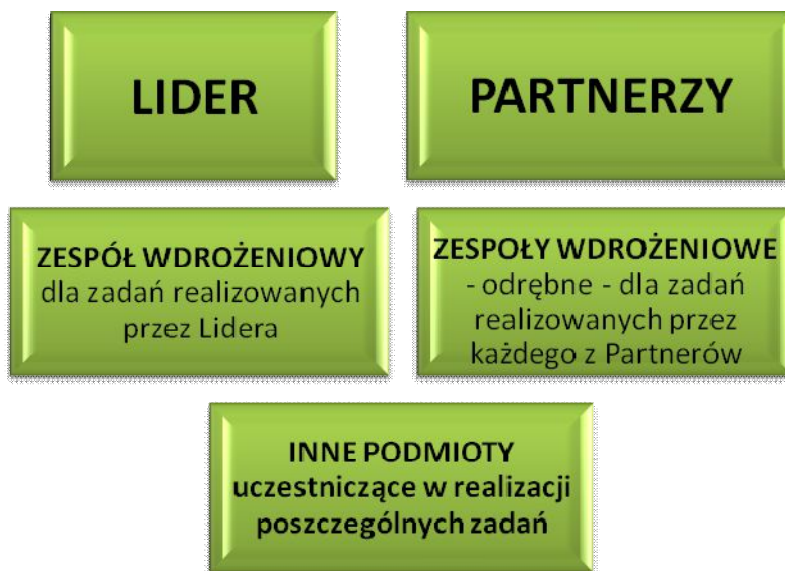 LIDER
PARTNERZY
ZESPÓŁ WDROŻENIOWY
dla zadań realizowanych
przez Lidera
ZESPOŁY WDROŻENIOWE
- odrębne - dla zadań
realizowanych przez
każdego z Partnerów
INNE PODMIOTY
uczestniczące w realizacji
poszczególnych zadań